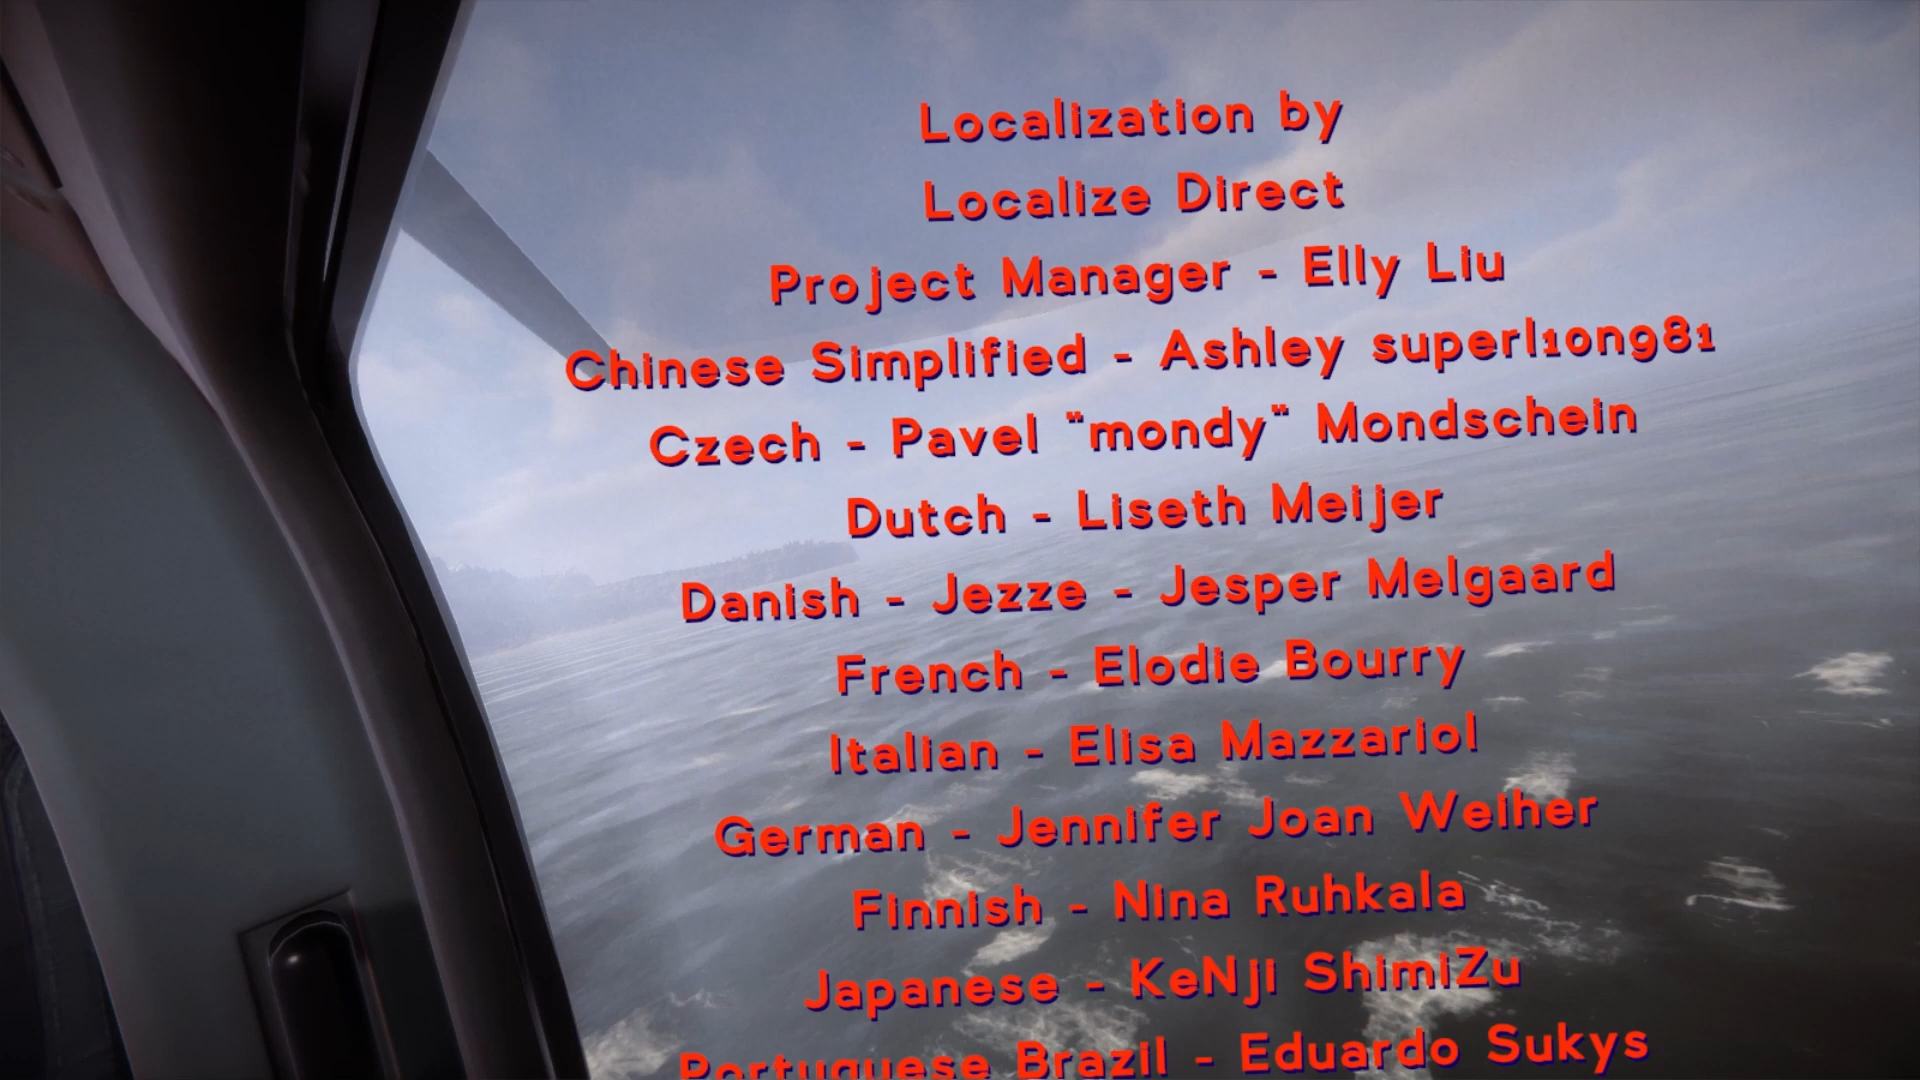 Localization by
Localize Direct
Project Manager - Elly Liu
Chinese Simplified - Ashley superl10ng81
Czech - Pavel "mondy" Mondschein
Dutch - Liseth Meijer
Danish - Jezze - Jesper Melgaard
French - Elodie Bourry
Italian - Elisa Mazzariol
German - Jennifer Joan Weiher
Finnish - Nina Ruhkala
Japanese - KeNji ShimiZu
Portuguese Brazil - Eduardo Sukys